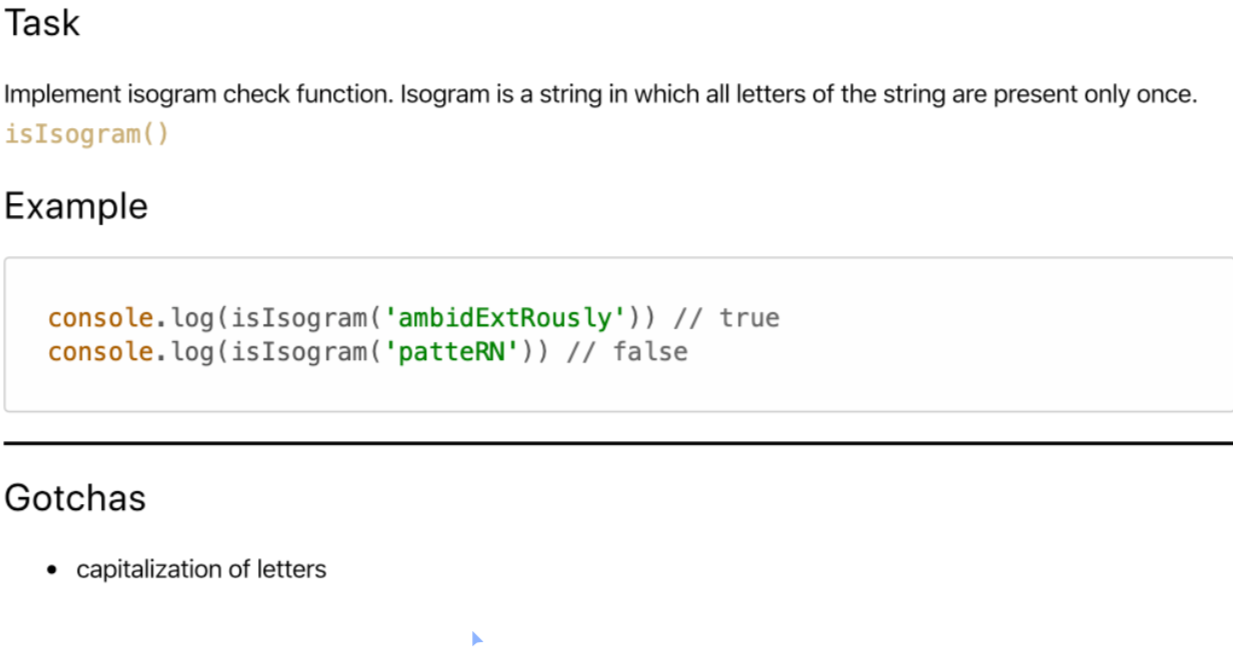 Task
Implement isogram check function. Isogram is a string in which all letters of the string are present only once.
isIsogram()
Example
console.log(isIsogram('ambidExtRously')) // true
console.log(isIsogram('patteRN')) // false
Gotchas
• capitalization of letters